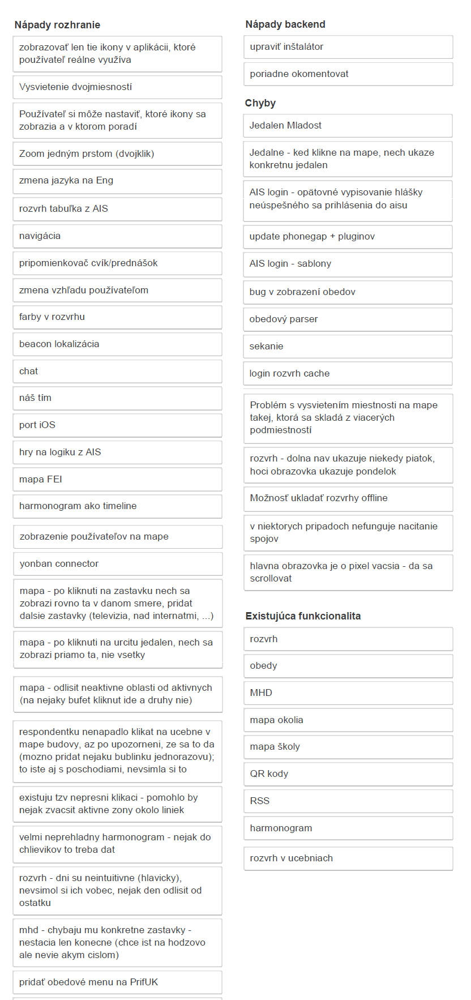 Nápady rozhranie
zobrazovať len tie ikony v aplikácii, ktoré
používateľ reálne využíva
Vysvietenie dvojmiesností
Používateľ si môže nastaviť, ktoré ikony sa
zobrazia a v ktorom poradí
Zoom jedným prstom (dvojklik)
zmena jazyka na Eng
rozvrh tabuľka z AIS
navigácia
pripomienkovač cvík/prednášok
zmena vzhľadu používateľom
farby v rozvrhu
beacon lokalizácia
chat
náš tím
port iOS
hry na logiku z AIS
mapa FEI
harmonogram ako timeline
zobrazenie používateľov na mape
yonban connector
mapa - po kliknuti na zastavku nech sa
zobrazi rovno ta v danom smere, pridat
dalsie zastavky (televizia, nad internatmi, ...)
mapa - po kliknuti na urcitu jedalen, nech sa
zobrazi priamo ta, nie vsetky
mapa - odlisit neaktivne oblasti od aktivnych
(na nejaky bufet kliknut ide a druhy nie)
respondentku nenapadlo klikat na ucebne v
mape budovy, az po upozorneni, ze sa to da
(mozno pridat nejaku bublinku jednorazovu);
to iste aj s poschodiami, nevsimla si to
existuju tzv nepresni klikaci - pomohlo by
nejak zvacsit aktivne zony okolo liniek
velmi neprehladny harmonogram - nejak do
chlievikov to treba dat
rozvrh - dni su neintuitivne (hlavicky),
nevsimol si ich vobec, nejak den odlisit od
ostatku
mhd - chybaju mu konkretne zastavky -
nestacia len konecne (chce ist na hodzovo
ale nevie akym cislom)
pridať obedové menu na PrifUK
Nápady backend
upraviť inštalátor
poriadne okomentovat
Chyby
Jedalen Mladost
Jedalne - ked klikne na mape, nech ukaze
konkretnu jedalen
AIS login - opätovné vypisovanie hlášky
neúspešného sa prihlásenia do aisu
update phonegap + pluginov
AIS login - sablony
bug v zobrazení obedov
obedový parser
sekanie
login rozvrh cache
Problém s vysvietením miestnosti na mape
takej, ktorá sa skladá z viacerých
podmiestností
rozvrh - dolna nav ukazuje niekedy piatok,
hoci obrazovka ukazuje pondelok
Možnosť ukladať rozvrhy offline
v niektorych pripadoch nefunguje nacitanie
spojov
hlavna obrazovka je o pixel vacsia - da sa
scrollovat
Existujúca funkcionalita
rozvrh
obedy
MHD
mapa okolia
mapa školy
QR kody
RSS
harmonogram
rozvrh v ucebniach